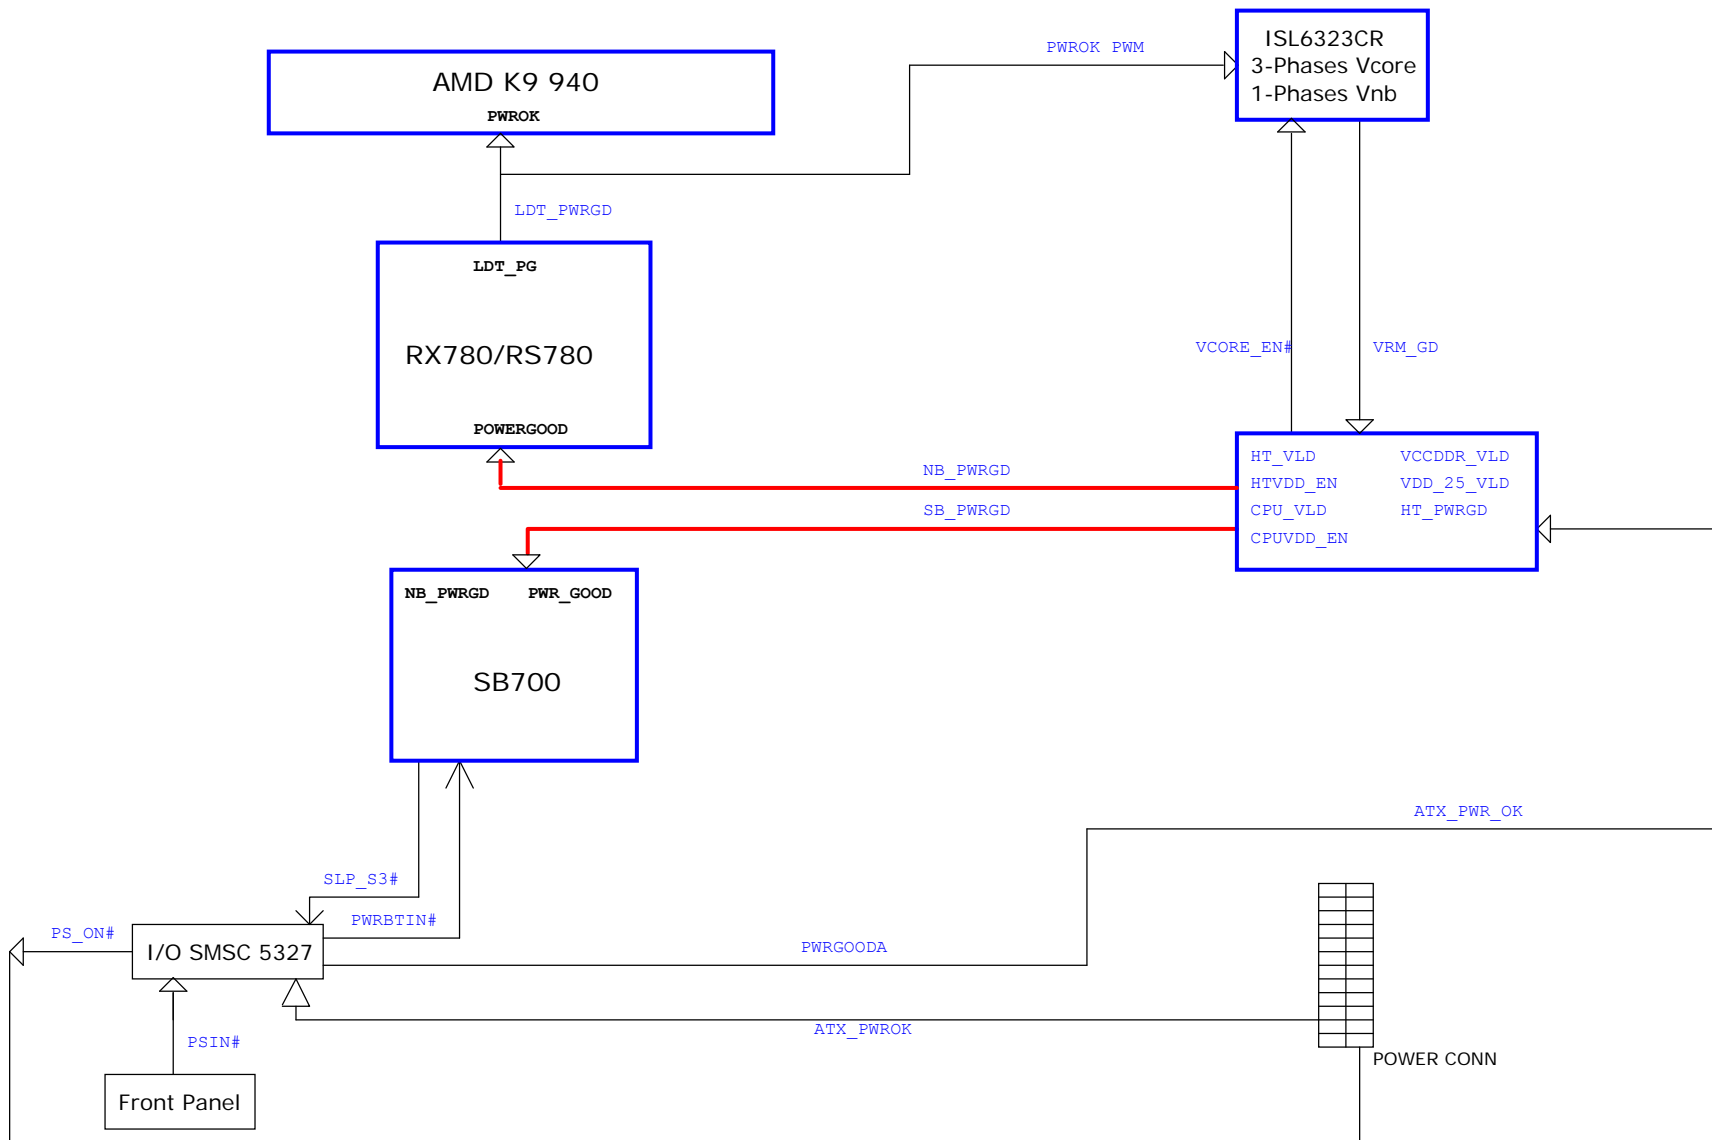 ISL6323CR
3-Phases Vcore
1-Phases Vnb
PWROK PWM
AMD K9 940
PWROK
LDT_PWRGD
LDT_PG
RX780/RS780
POWERGOOD
VCORE_EN#
VRM_GD
NB_PWRGD
SB_PWRGD
HT_VLD VCCDDR_VLD
HTVDD_EN VDD_25_VLD
CPU_VLD HT_PWRGD
CPUVDD_EN
NB_PWRGD PWR_GOOD
SB700
ATX_PWR_OK
SLP_S3#
PWRBTIN#
PS_ON#
I/O SMSC 5327
PWRGOODA
ATX_PWROK
PSIN#
POWER CONN
Front Panel